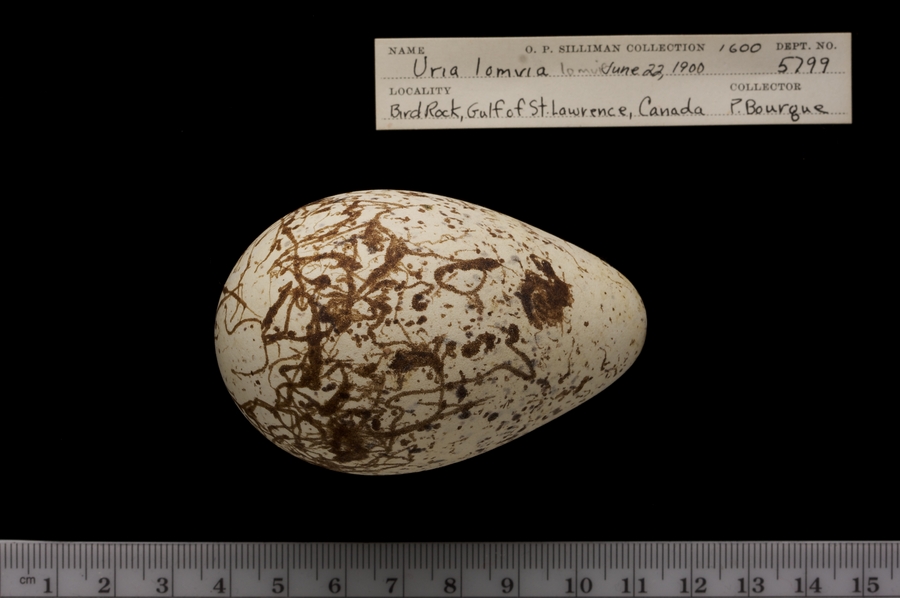 NAME O. P. SILLIMAN COLLECTION 1600 DEPT. NO.
Uria lomvia lomvia June 22, 1900 5799
LOCALITY COLLECTOR
Bird Rock, Gulf of St. Lawrence, Canada P. Bourque
cm 1 2 3 4 5 6 7 8 9 10 11 12 13 14 15